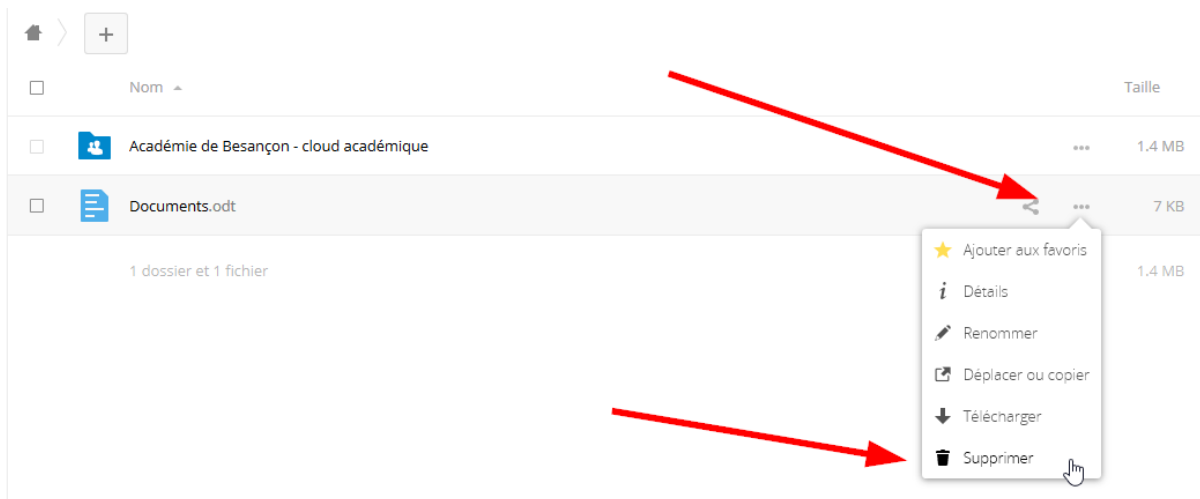 +
Nom
Taille
Académie de Besançon - cloud académique
1.4 MB
Documents.odt
7 KB
1 dossier et 1 fichier
1.4 MB
Ajouter aux favoris
Détails
Renommer
Déplacer ou copier
Télécharger
Supprimer